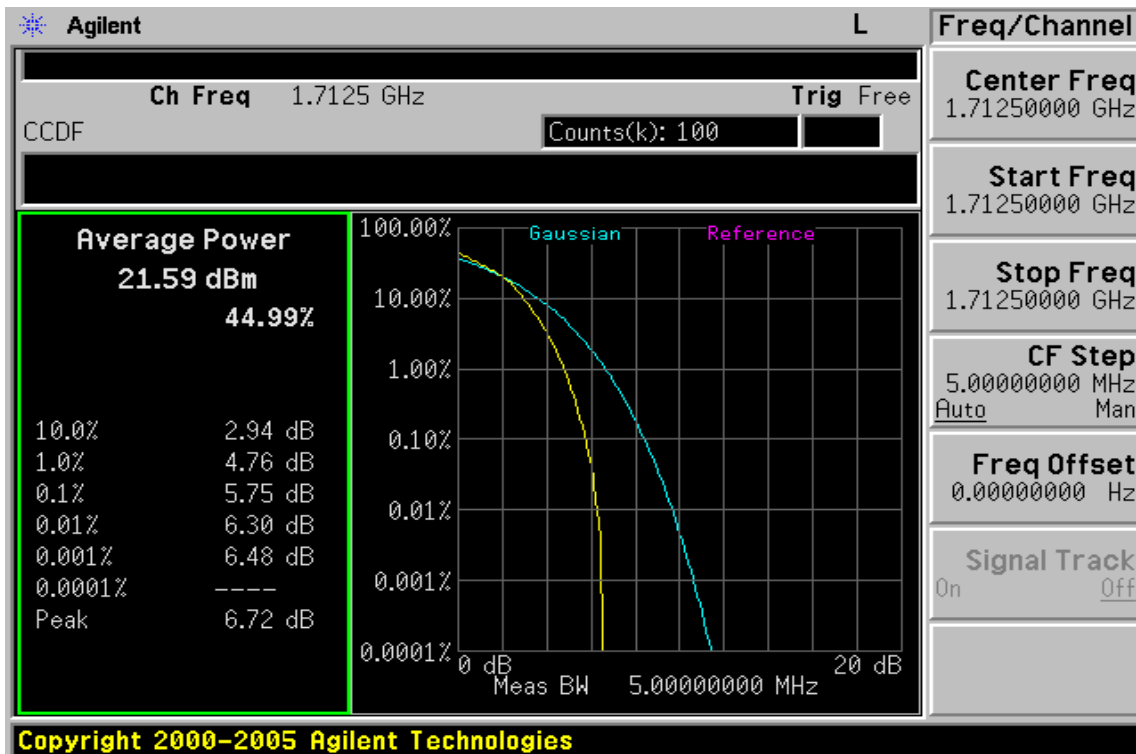 Agilent L
Freq/Channel
Ch Freq 1.7125 GHz Trig Free
CCDF Counts(k): 100
Average Power
21.59 dBm
44.99%
10.0% 2.94 dB
1.0% 4.76 dB
0.1% 5.75 dB
0.01% 6.30 dB
0.001% 6.48 dB
0.0001% ----
Peak 6.72 dB
Gaussian Reference
100.00%
10.00%
1.00%
0.10%
0.01%
0.001%
0.0001%
0 dB 20 dB
Meas BW 5.00000000 MHz
Center Freq
1.71250000 GHz
Start Freq
1.71250000 GHz
Stop Freq
1.71250000 GHz
CF Step
5.00000000 MHz
Auto Man
Freq Offset
0.00000000 Hz
Signal Track
On Off
Copyright 2000-2005 Agilent Technologies